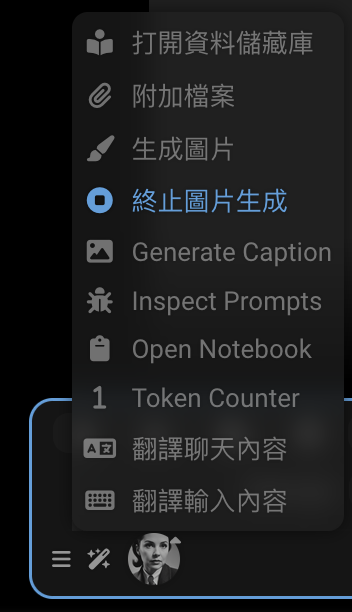 打開資料儲藏庫
附加檔案
生成圖片
終止圖片生成
Generate Caption
Inspect Prompts
Open Notebook
1 Token Counter
翻譯聊天內容
翻譯輸入內容